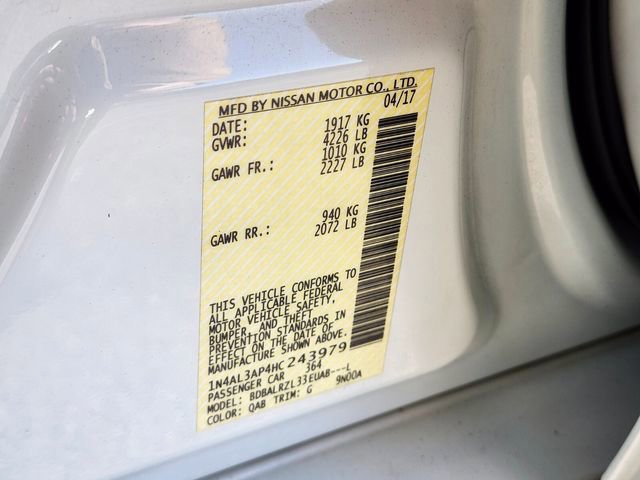 MFD BY NISSAN MOTOR CO., LTD.
DATE: 04/17
GVWR: 1917 KG
4226 LB
GAWR FR.: 1010 KG
2227 LB
GAWR RR.: 940 KG
2072 LB
THIS VEHICLE CONFORMS TO
ALL APPLICABLE FEDERAL
MOTOR VEHICLE SAFETY,
BUMPER, AND THEFT
PREVENTION STANDARDS IN
EFFECT ON THE DATE OF
MANUFACTURE SHOWN ABOVE.
1N4AL3AP4HC243979
PASSENGER CAR 364
MODEL: BDBALRZL33EUAB---L
COLOR: QAB TRIM: G 9N00A